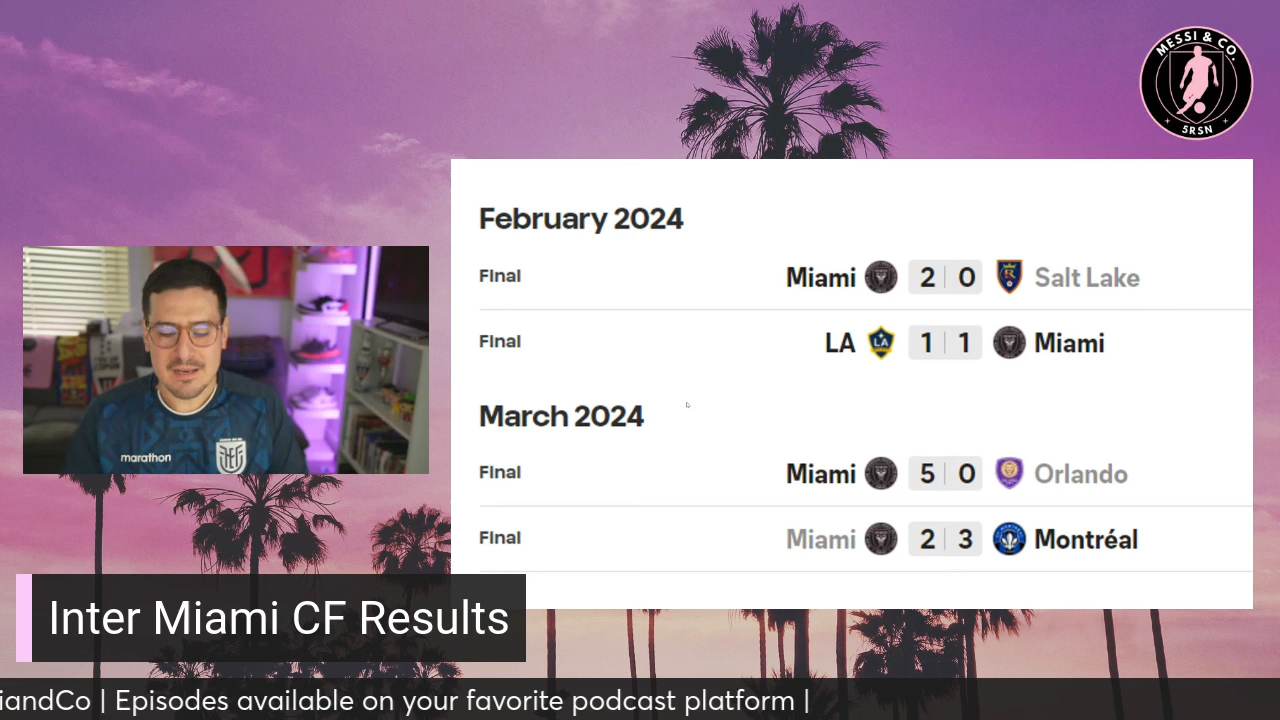 MESSI & CO.
SRSN
February 2024
Final
Miami 2 0 Salt Lake
Final
LA 1 1 Miami
March 2024
Final
Miami 5 0 Orlando
Final
Miami 2 3 Montréal
marathon
Inter Miami CF Results
iandCo | Episodes available on your favorite podcast platform |